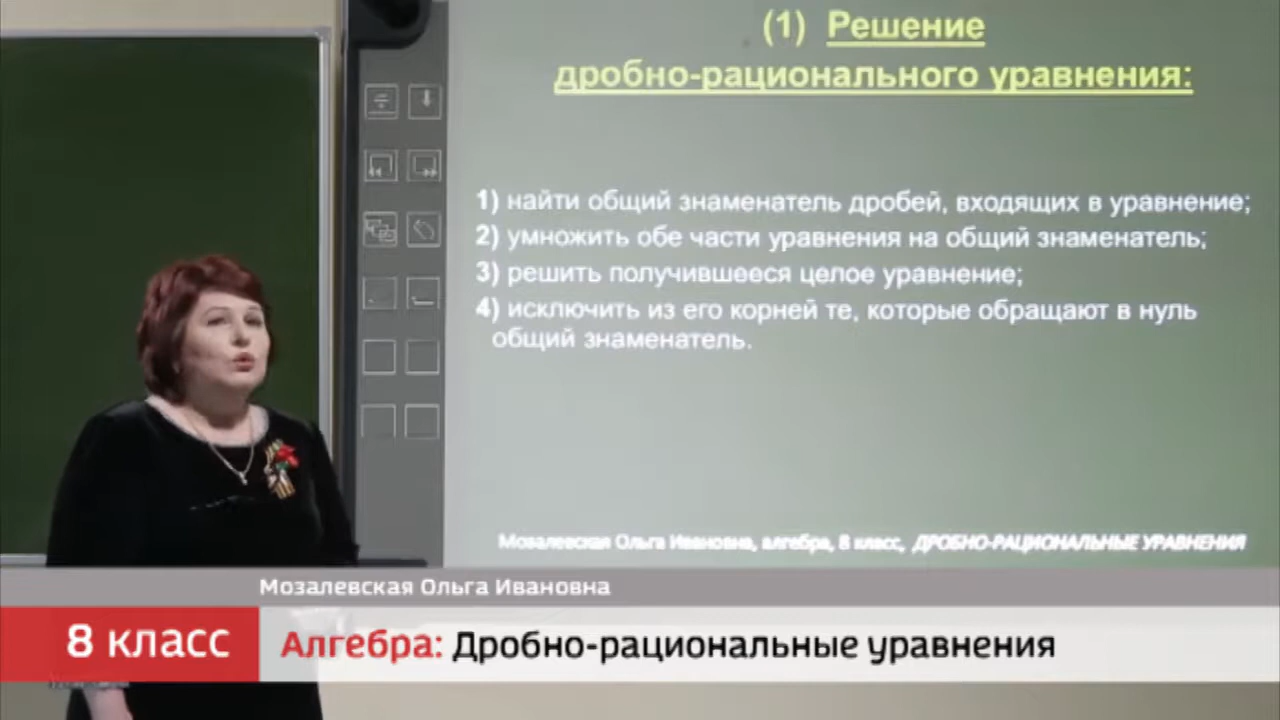 (1) Решение
дробно-рационального уравнения:
1) найти общий знаменатель дробей, входящих в уравнение;
2) умножить обе части уравнения на общий знаменатель;
3) решить получившееся целое уравнение;
4) исключить из его корней те, которые обращают в нуль
общий знаменатель.
Мозалевская Ольга Ивановна, алгебра, 8 класс, ДРОБНО-РАЦИОНАЛЬНЫЕ УРАВНЕНИЯ
Мозалевская Ольга Ивановна
8 класс
Алгебра: Дробно-рациональные уравнения